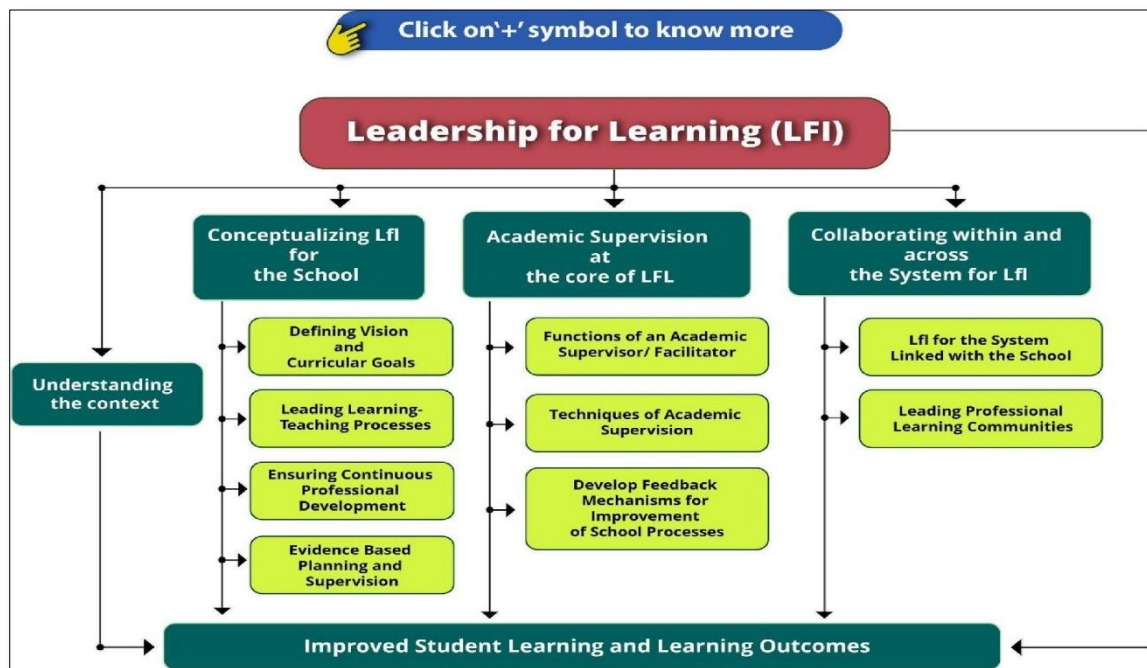 Click on'+' symbol to know more
Leadership for Learning (LFI)
Understanding
the context
Conceptualizing Lfl
for
the School
Defining Vision
and
Curricular Goals
Leading Learning-
Teaching Processes
Ensuring Continuous
Professional
Development
Evidence Based
Planning and
Supervision
Academic Supervision
at
the core of LFL
Functions of an Academic
Supervisor/ Facilitator
Techniques of Academic
Supervision
Develop Feedback
Mechanisms for
Improvement
of School Processes
Collaborating within and
across
the System for Lfl
Lfl for the System
Linked with the School
Leading Professional
Learning Communities
Improved Student Learning and Learning Outcomes